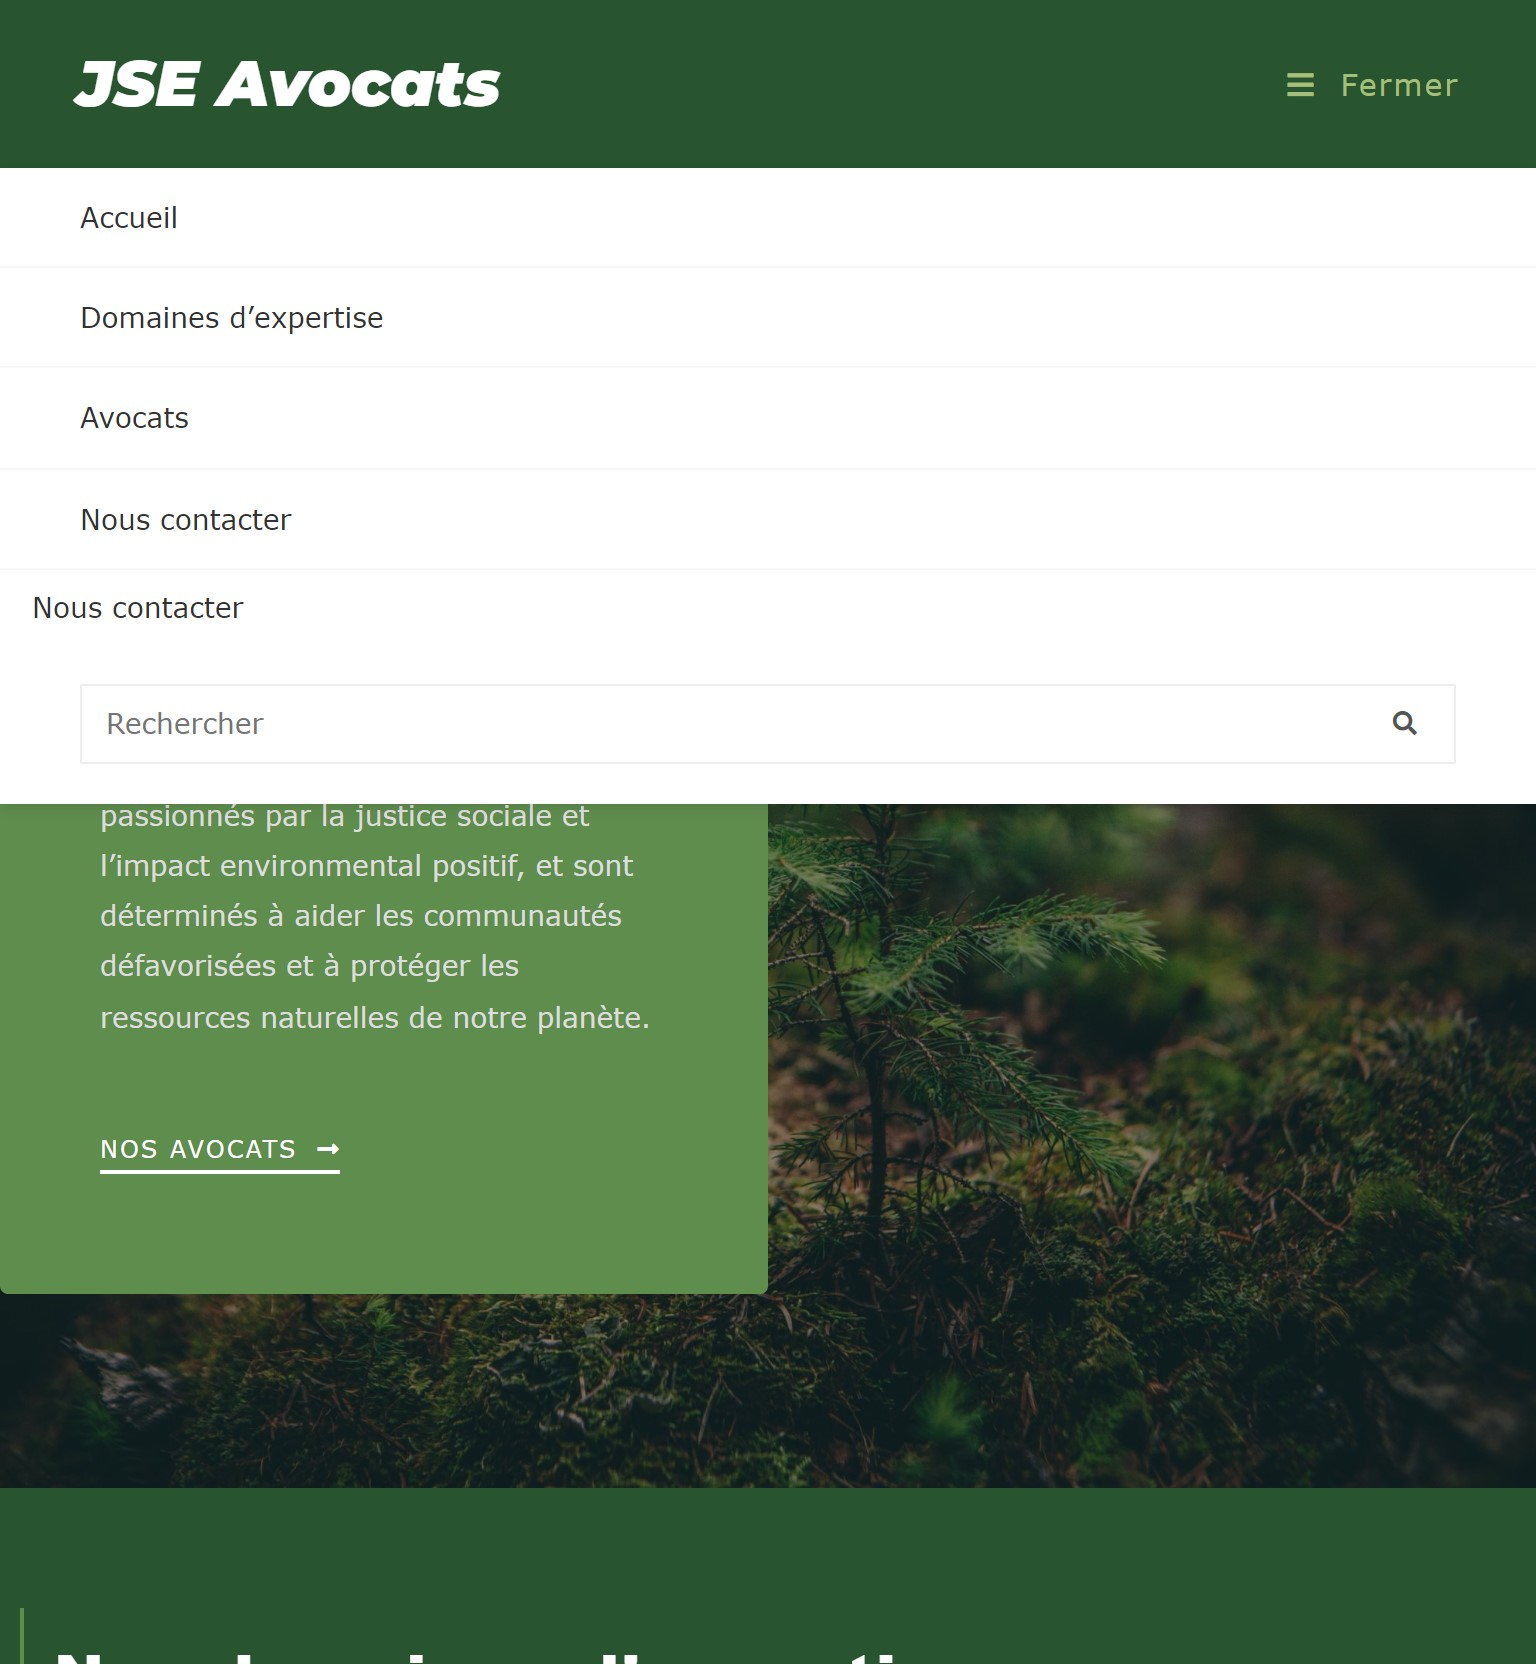 JSE Avocats
Fermer
Accueil
Domaines d’expertise
Avocats
Nous contacter
Nous contacter
Rechercher
passionnés par la justice sociale et
l’impact environmental positif, et sont
déterminés à aider les communautés
défavorisées et à protéger les
ressources naturelles de notre planète.
NOS AVOCATS